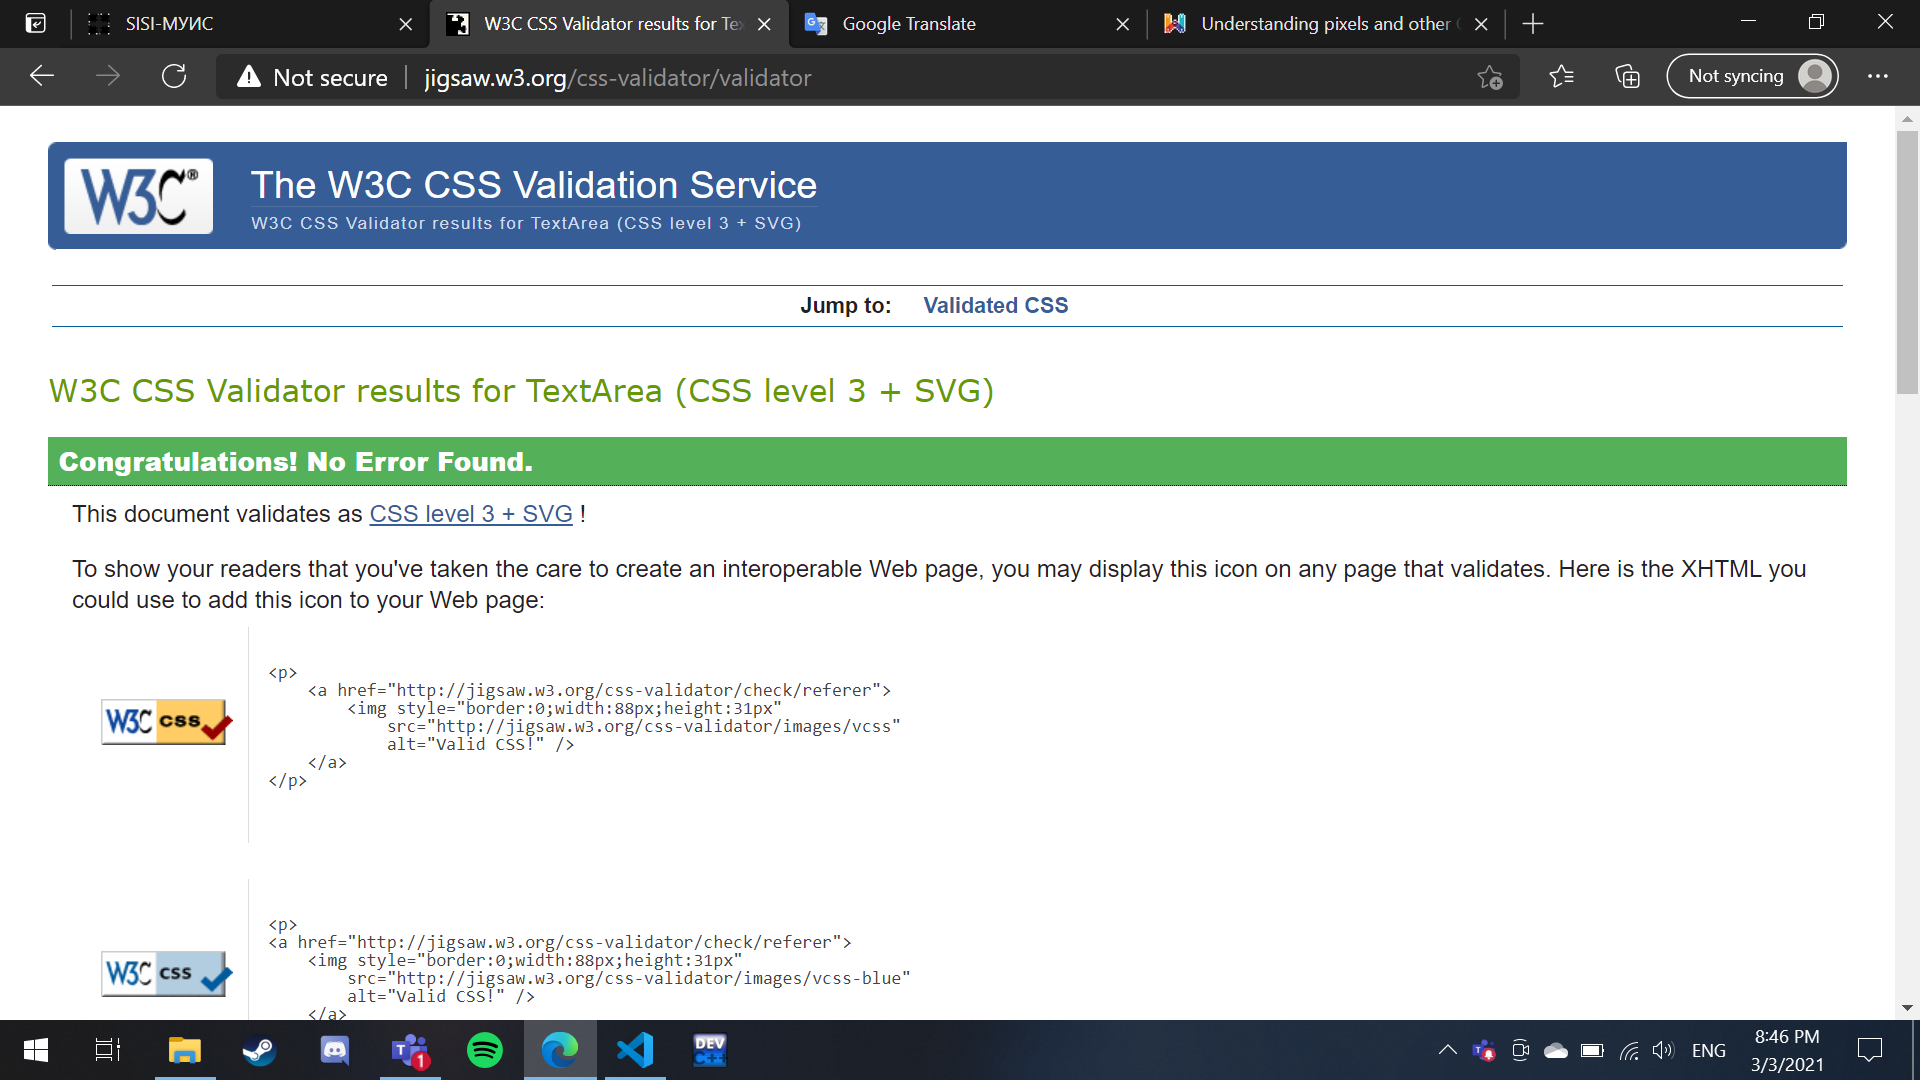 SISI-МУИС
W3C CSS Validator results for Te
Google Translate
Understanding pixels and other
Not secure
jigsaw.w3.org/css-validator/validator
Not syncing
W3C®
The W3C CSS Validation Service
W3C CSS Validator results for TextArea (CSS level 3 + SVG)
Jump to: Validated CSS
W3C CSS Validator results for TextArea (CSS level 3 + SVG)
Congratulations! No Error Found.
This document validates as CSS level 3 + SVG !
To show your readers that you've taken the care to create an interoperable Web page, you may display this icon on any page that validates. Here is the XHTML you
could use to add this icon to your Web page:
W3C css
<p>
<a href="http://jigsaw.w3.org/css-validator/check/referer">
<img style="border:0;width:88px;height:31px"
src="http://jigsaw.w3.org/css-validator/images/vcss"
alt="Valid CSS!" />
</a>
</p>
W3C css
<p>
<a href="http://jigsaw.w3.org/css-validator/check/referer">
<img style="border:0;width:88px;height:31px"
src="http://jigsaw.w3.org/css-validator/images/vcss-blue"
alt="Valid CSS!" />
</a>
T 1
DEV C++
ENG
8:46 PM
3/3/2021